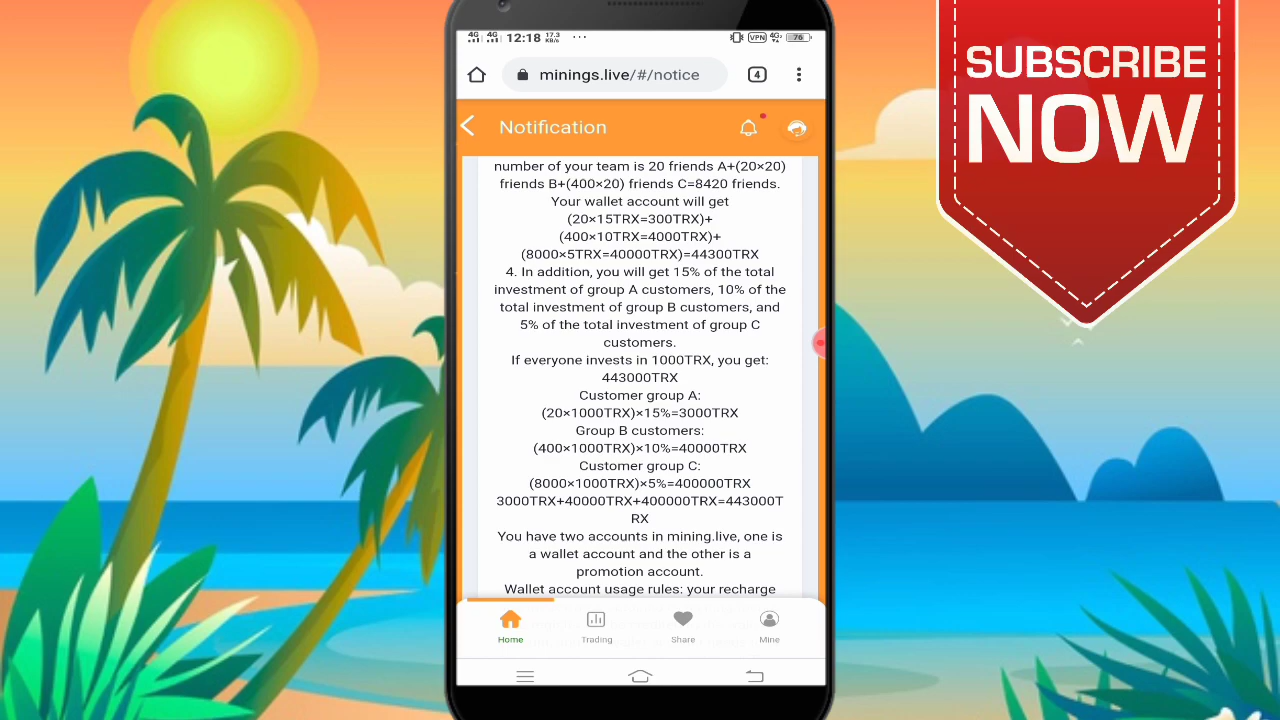 4G 4G 12:18 17.3 KB/s ... VPN 4G 76
minings.live/#/notice 4
Notification
number of your team is 20 friends A+(20×20)
friends B+(400×20) friends C=8420 friends.
Your wallet account will get
(20×15TRX=300TRX)+
(400×10TRX=4000TRX)+
(8000×5TRX=40000TRX)=44300TRX
4. In addition, you will get 15% of the total
investment of group A customers, 10% of the
total investment of group B customers, and
5% of the total investment of group C
customers.
If everyone invests in 1000TRX, you get:
443000TRX
Customer group A:
(20×1000TRX)×15%=3000TRX
Group B customers:
(400×1000TRX)×10%=40000TRX
Customer group C:
(8000×1000TRX)×5%=400000TRX
3000TRX+40000TRX+400000TRX=443000T
RX
You have two accounts in mining.live, one is
a wallet account and the other is a
promotion account.
Wallet account usage rules: your recharge
Home Trading Share Mine
SUBSCRIBE
NOW